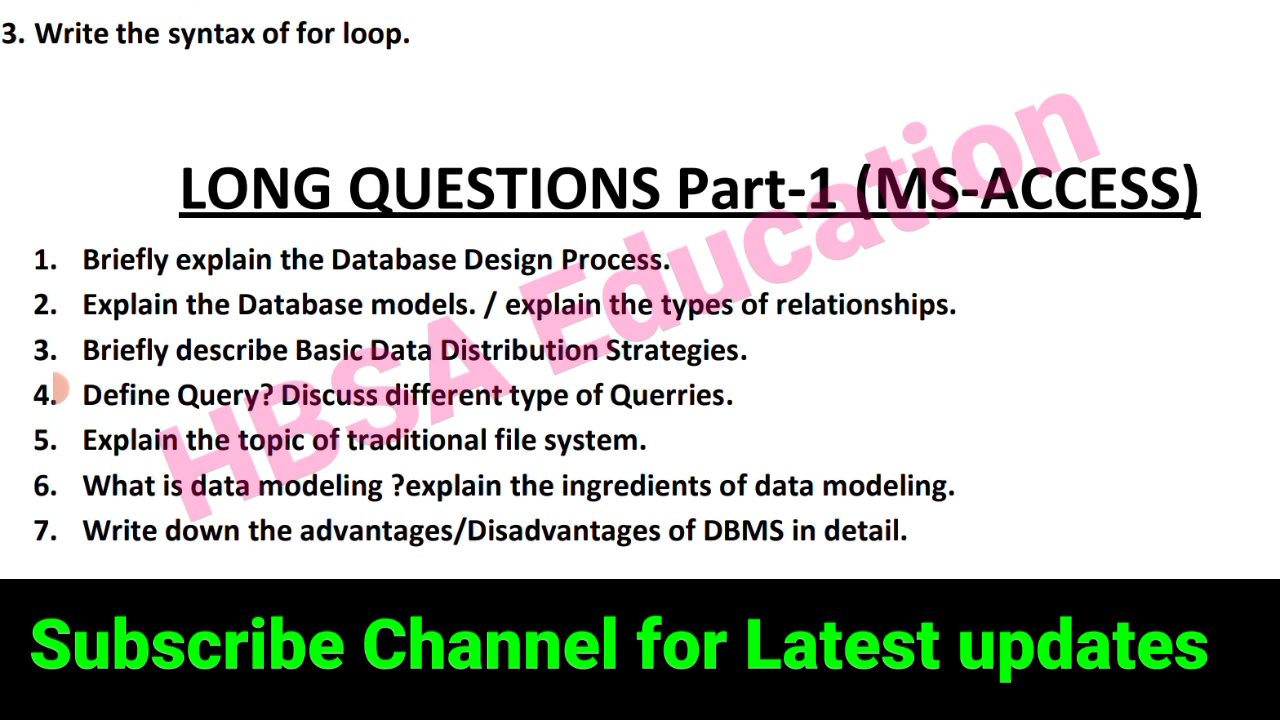 3. Write the syntax of for loop.
LONG QUESTIONS Part-1 (MS-ACCESS)
1. Briefly explain the Database Design Process.
2. Explain the Database models. / explain the types of relationships.
3. Briefly describe Basic Data Distribution Strategies.
4. Define Query? Discuss different type of Querries.
5. Explain the topic of traditional file system.
6. What is data modeling ?explain the ingredients of data modeling.
7. Write down the advantages/Disadvantages of DBMS in detail.
HBSA Education
Subscribe Channel for Latest updates